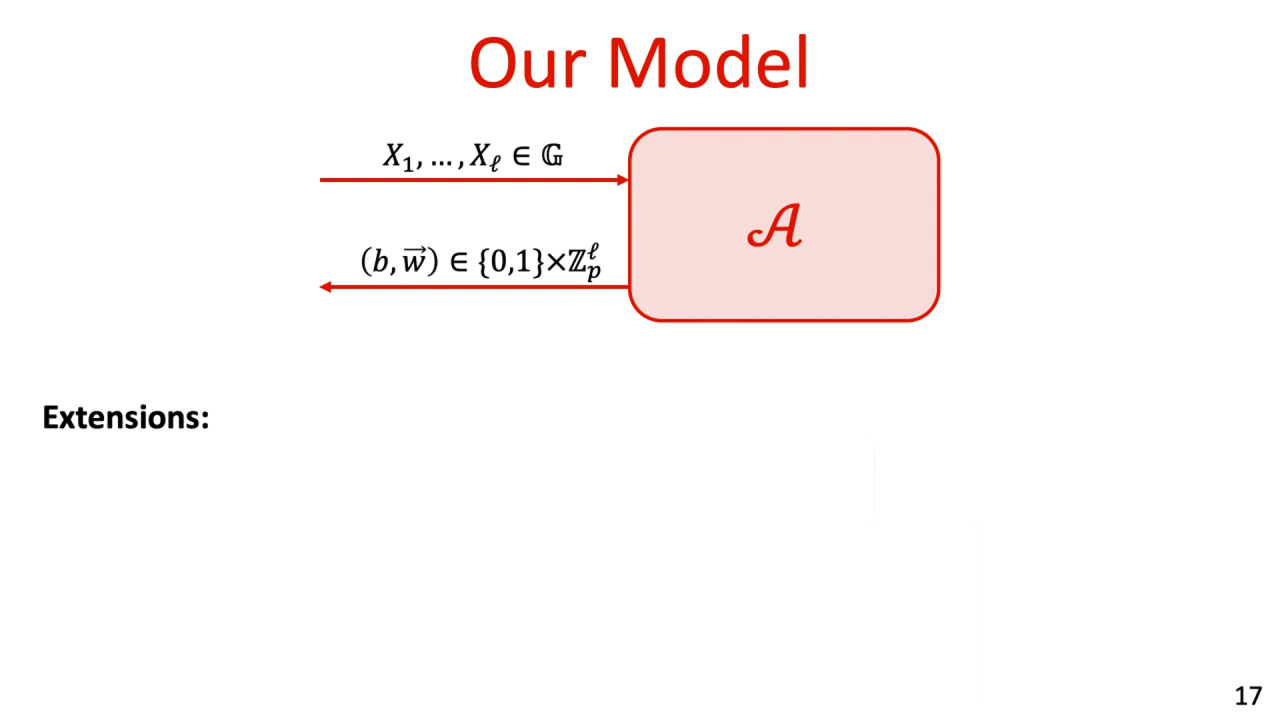 Our Model
X₁, … , X_ℓ ∈ 𝔾
𝒜
(b, w⃗) ∈ {0,1}×ℤ_p^ℓ
Extensions:
17